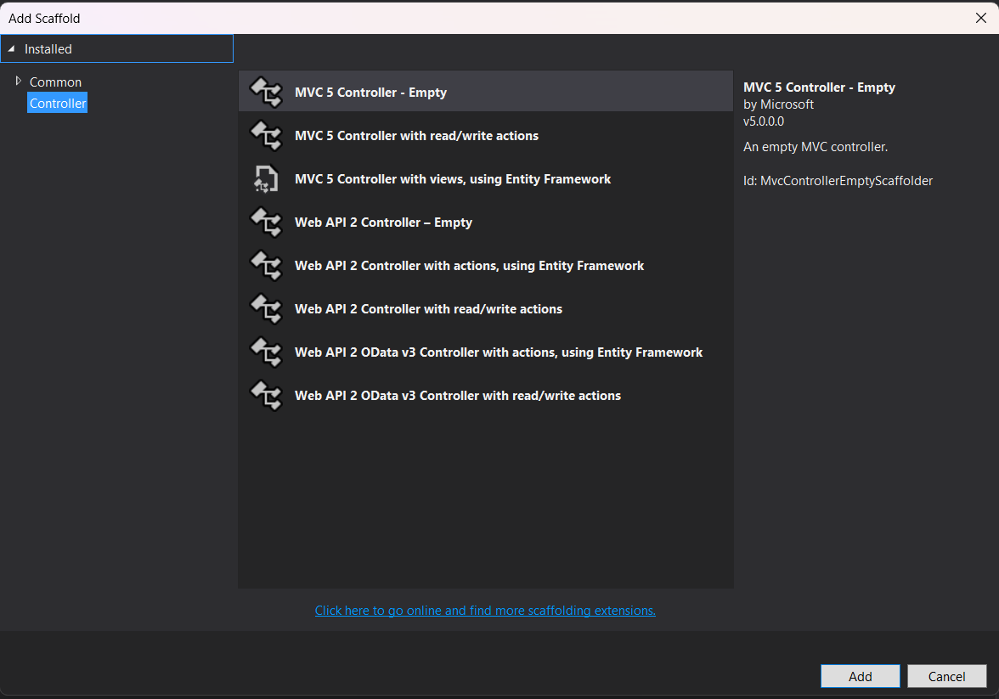 Add Scaffold
Installed
Common
Controller
MVC 5 Controller - Empty
MVC 5 Controller with read/write actions
MVC 5 Controller with views, using Entity Framework
Web API 2 Controller – Empty
Web API 2 Controller with actions, using Entity Framework
Web API 2 Controller with read/write actions
Web API 2 OData v3 Controller with actions, using Entity Framework
Web API 2 OData v3 Controller with read/write actions
MVC 5 Controller - Empty
by Microsoft
v5.0.0.0
An empty MVC controller.
Id: MvcControllerEmptyScaffolder
Click here to go online and find more scaffolding extensions.
Add
Cancel